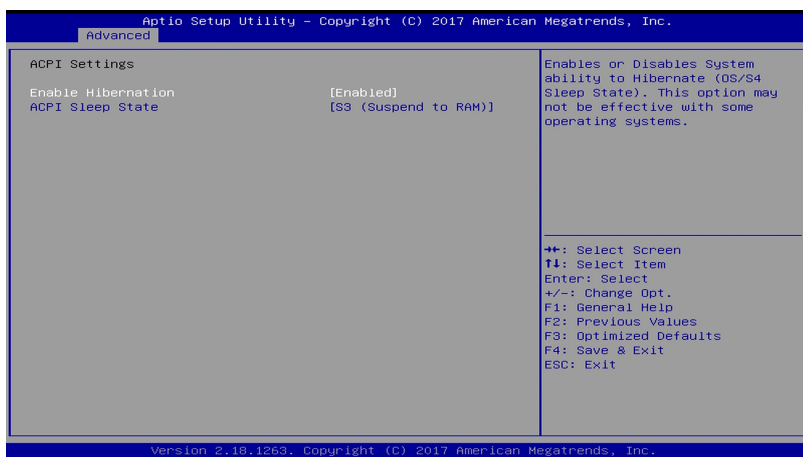 Aptio Setup Utility – Copyright (C) 2017 American Megatrends, Inc.
Advanced
ACPI Settings
Enable Hibernation [Enabled]
ACPI Sleep State [S3 (Suspend to RAM)]
Enables or Disables System
ability to Hibernate (OS/S4
Sleep State). This option may
not be effective with some
operating systems.
→←: Select Screen
↑↓: Select Item
Enter: Select
+/-: Change Opt.
F1: General Help
F2: Previous Values
F3: Optimized Defaults
F4: Save & Exit
ESC: Exit
Version 2.18.1263. Copyright (C) 2017 American Megatrends, Inc.